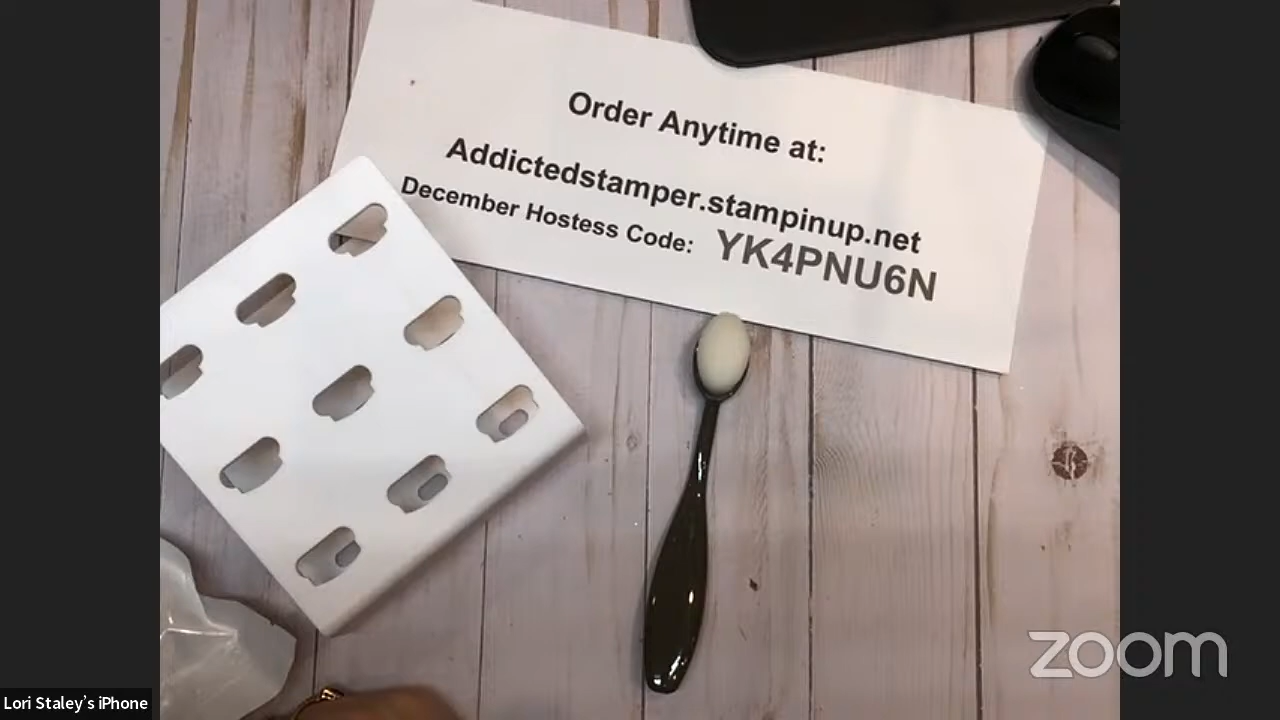 Order Anytime at:
Addictedstamper.stampinup.net
December Hostess Code: YK4PNU6N
zoom
Lori Staley's iPhone